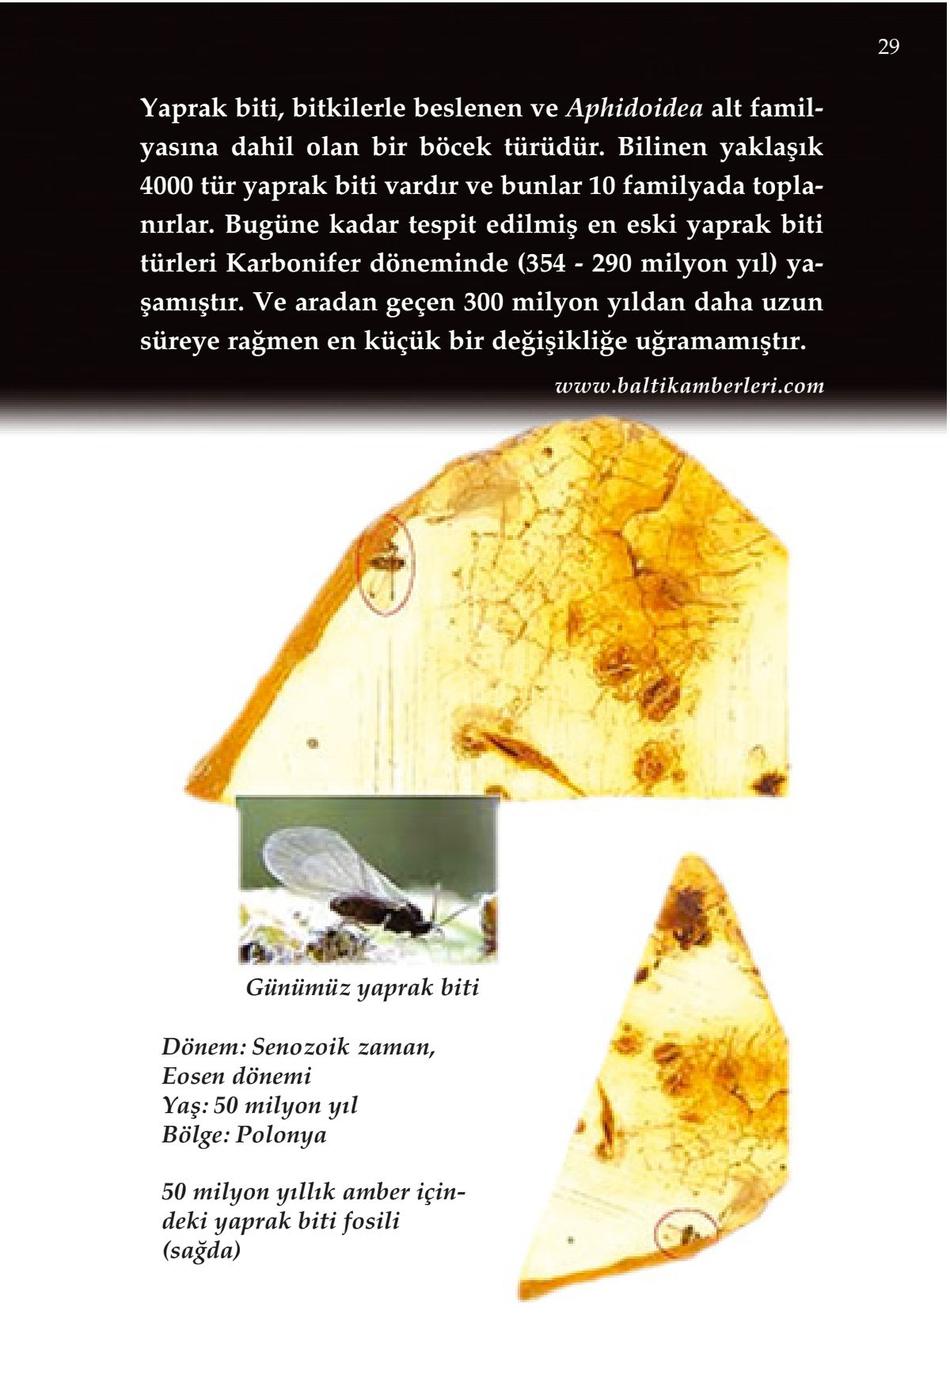 29
Yaprak biti, bitkilerle beslenen ve Aphidoidea alt famil-
yasına dahil olan bir böcek türüdür. Bilinen yaklaşık
4000 tür yaprak biti vardır ve bunlar 10 familyada topla-
nırlar. Bugüne kadar tespit edilmiş en eski yaprak biti
türleri Karbonifer döneminde (354 - 290 milyon yıl) ya-
şamıştır. Ve aradan geçen 300 milyon yıldan daha uzun
süreye rağmen en küçük bir değişikliğe uğramamıştır.
www.baltikamberleri.com
Günümüz yaprak biti
Dönem: Senozoik zaman,
Eosen dönemi
Yaş: 50 milyon yıl
Bölge: Polonya
50 milyon yıllık amber için-
deki yaprak biti fosili
(sağda)